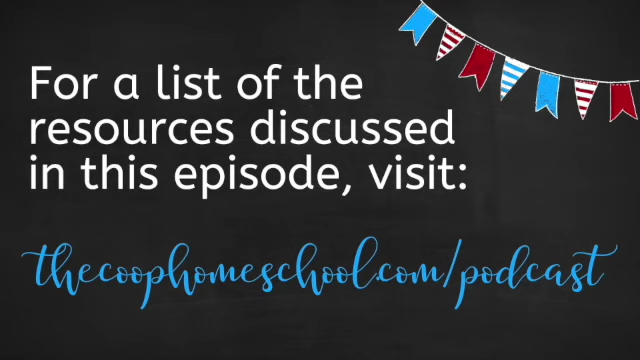 For a list of the
resources discussed
in this episode, visit:
thecoophomeschool.com/podcast